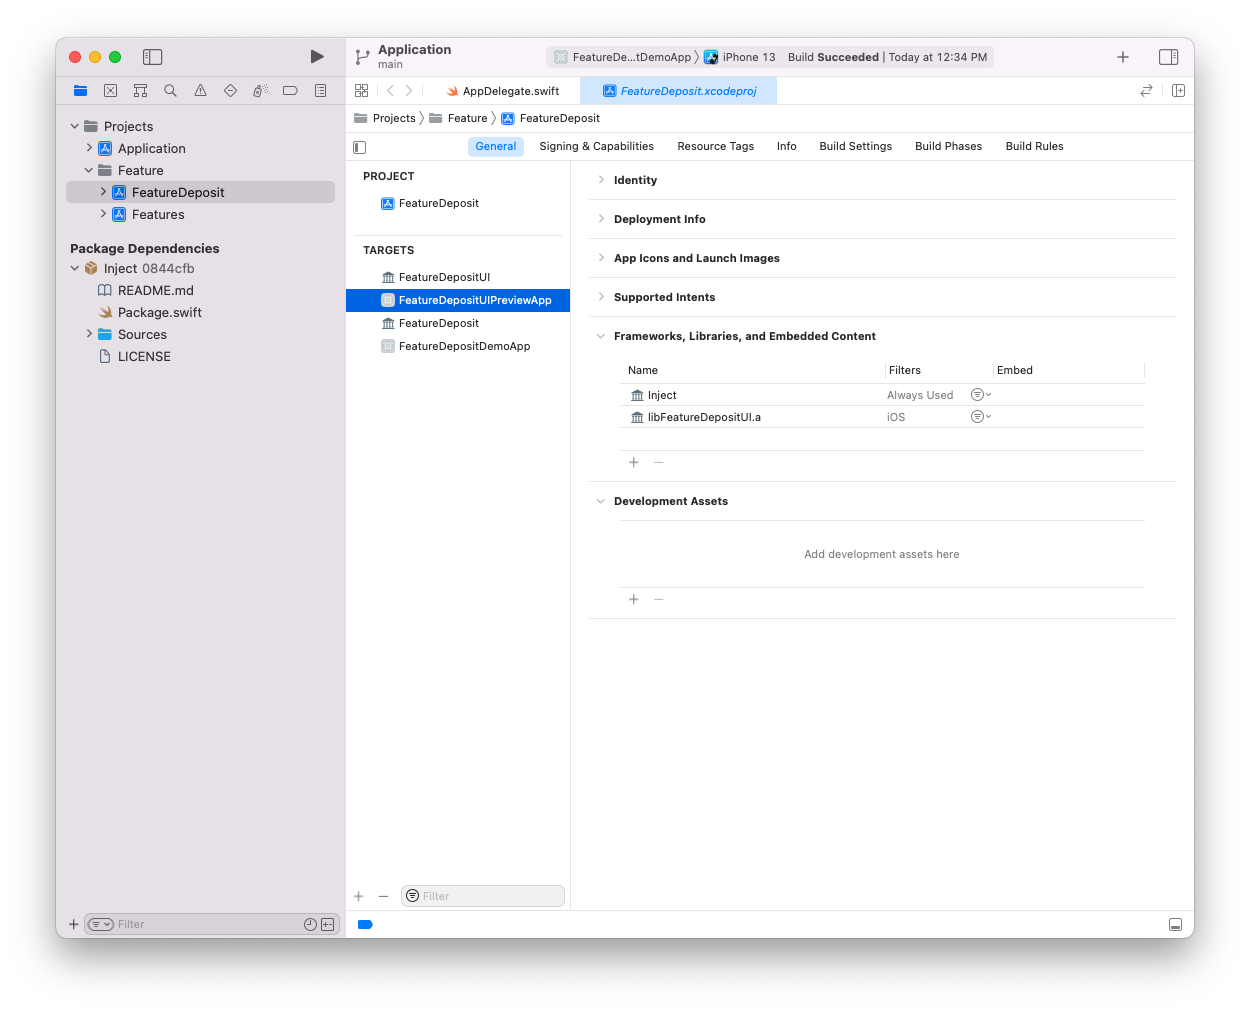 Application
main
FeatureDe...tDemoApp
iPhone 13
Build Succeeded | Today at 12:34 PM
AppDelegate.swift
FeatureDeposit.xcodeproj
Projects
Feature
FeatureDeposit
General
Signing & Capabilities
Resource Tags
Info
Build Settings
Build Phases
Build Rules
Projects
Application
Feature
FeatureDeposit
Features
Package Dependencies
Inject 0844cfb
README.md
Package.swift
Sources
LICENSE
Filter
PROJECT
FeatureDeposit
TARGETS
FeatureDepositUI
FeatureDepositUIPreviewApp
FeatureDeposit
FeatureDepositDemoApp
Filter
Identity
Deployment Info
App Icons and Launch Images
Supported Intents
Frameworks, Libraries, and Embedded Content
Name Filters Embed
Inject Always Used
libFeatureDepositUI.a iOS
Development Assets
Add development assets here